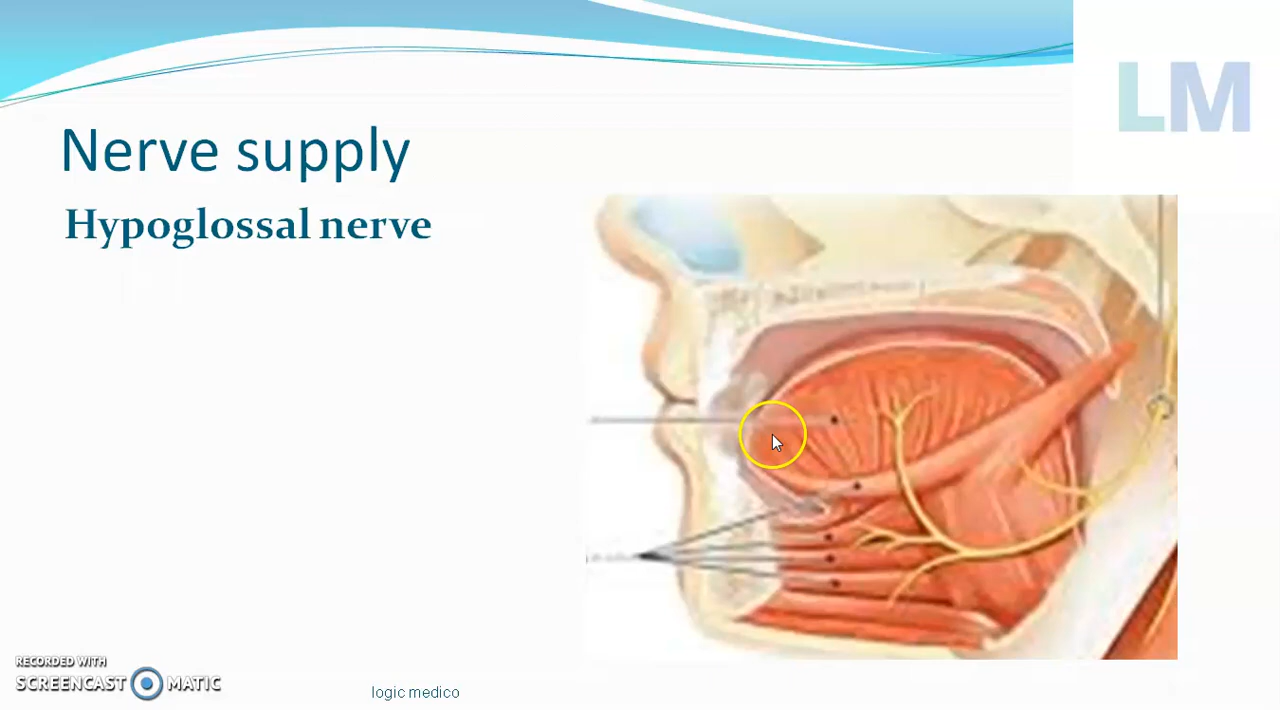 LM
Nerve supply
Hypoglossal nerve
RECORDED WITH
SCREENCAST MATIC
logic medico